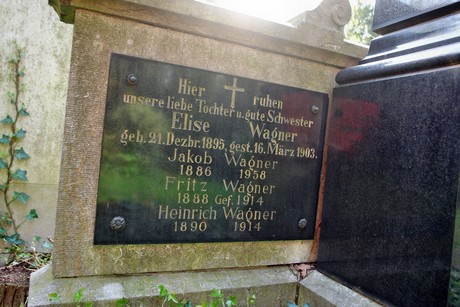 Hier ruhen
unsere liebe Tochter u. gute Schwester
Elise Wagner
geb. 21. Dezbr. 1895, gest. 16. März 1903.
Jakob Wagner
1886 1958
Fritz Wagner
1888 Gef. 1914
Heinrich Wagner
1890 1914